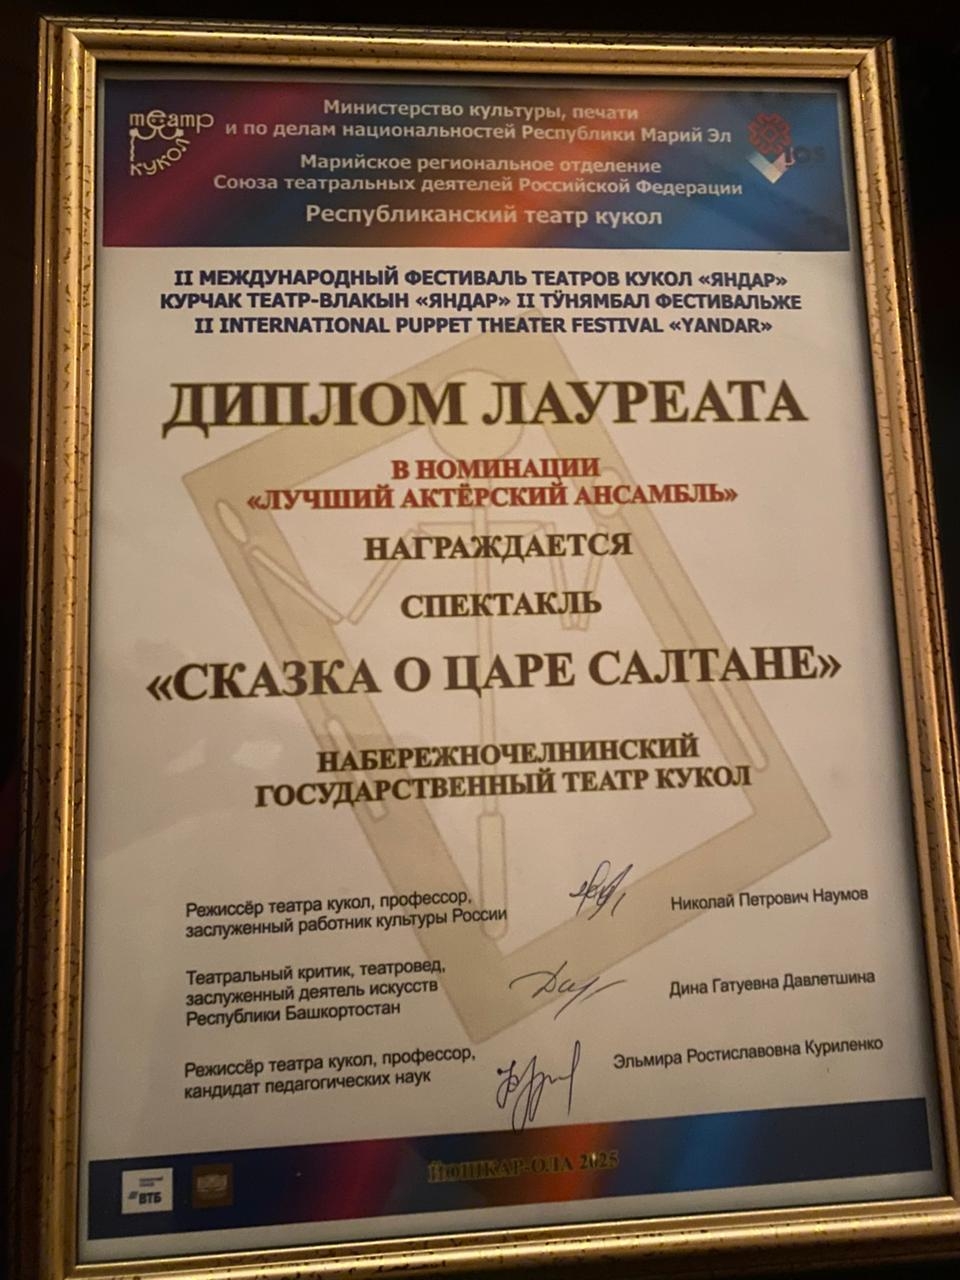 театр
кукол
Министерство культуры, печати
и по делам национальностей Республики Марий Эл
Марийское региональное отделение
Союза театральных деятелей Российской Федерации
Республиканский театр кукол
II МЕЖДУНАРОДНЫЙ ФЕСТИВАЛЬ ТЕАТРОВ КУКОЛ «ЯНДАР»
КУРЧАК ТЕАТР-ВЛАКЫН «ЯНДАР» II ТӰНЯМБАЛ ФЕСТИВАЛЬЖЕ
II INTERNATIONAL PUPPET THEATER FESTIVAL «YANDAR»
ДИПЛОМ ЛАУРЕАТА
В НОМИНАЦИИ
«ЛУЧШИЙ АКТЁРСКИЙ АНСАМБЛЬ»
НАГРАЖДАЕТСЯ
СПЕКТАКЛЬ
«СКАЗКА О ЦАРЕ САЛТАНЕ»
НАБЕРЕЖНОЧЕЛНИНСКИЙ
ГОСУДАРСТВЕННЫЙ ТЕАТР КУКОЛ
Режиссёр театра кукол, профессор,
заслуженный работник культуры России
Николай Петрович Наумов
Театральный критик, театровед,
заслуженный деятель искусств
Республики Башкортостан
Дина Гатуевна Давлетшина
Режиссёр театра кукол, профессор,
кандидат педагогических наук
Эльмира Ростиславовна Куриленко
ЙОШКАР-ОЛА 2025
ВТБ